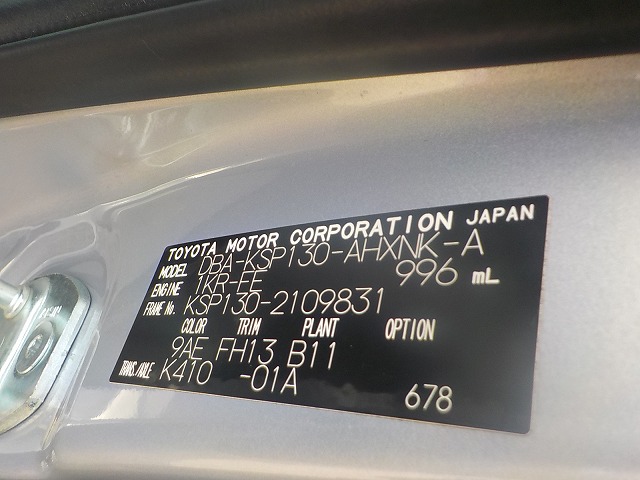 TOYOTA MOTOR CORPORATION JAPAN
MODEL DBA-KSP130-AHXNK-A
ENGINE 1KR-FE 996 mL
FRAME No. KSP130-2109831
COLOR TRIM PLANT OPTION
9AE FH13 B11
TRANS./AXLE K410 -01A
678